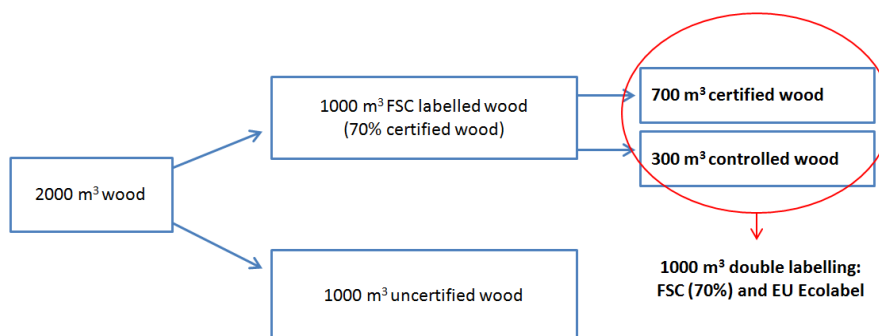 2000 m³ wood
1000 m³ FSC labelled wood
(70% certified wood)
700 m³ certified wood
300 m³ controlled wood
1000 m³ uncertified wood
1000 m³ double labelling:
FSC (70%) and EU Ecolabel